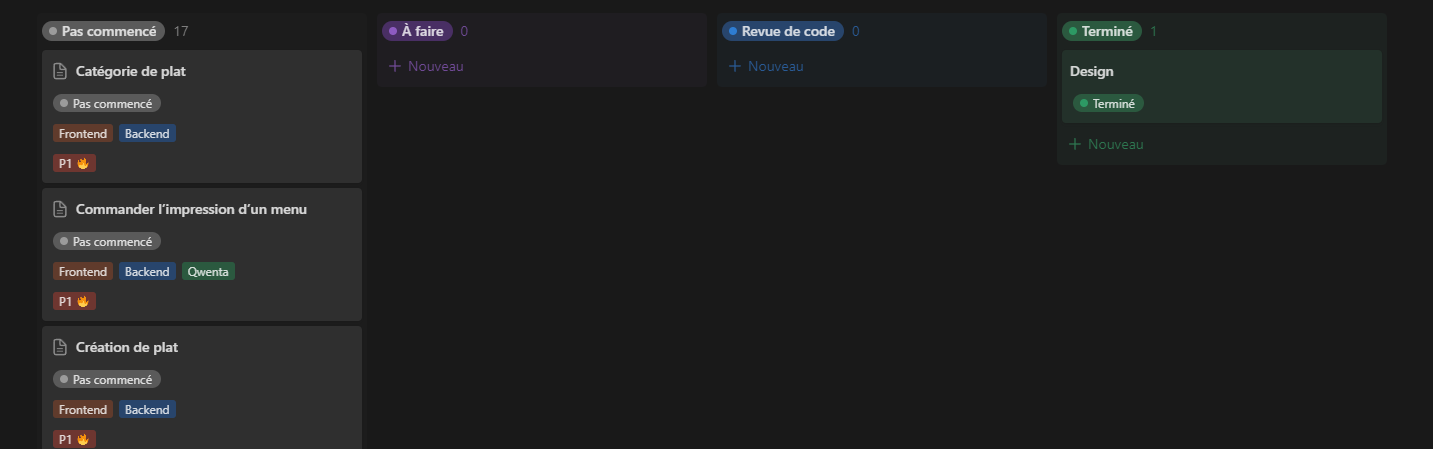 Pas commencé 17
Catégorie de plat
Pas commencé
Frontend Backend
P1 🔥
Commander l’impression d’un menu
Pas commencé
Frontend Backend Qwenta
P1 🔥
Création de plat
Pas commencé
Frontend Backend
P1 🔥
À faire 0
+ Nouveau
Revue de code 0
+ Nouveau
Terminé 1
Design
Terminé
+ Nouveau